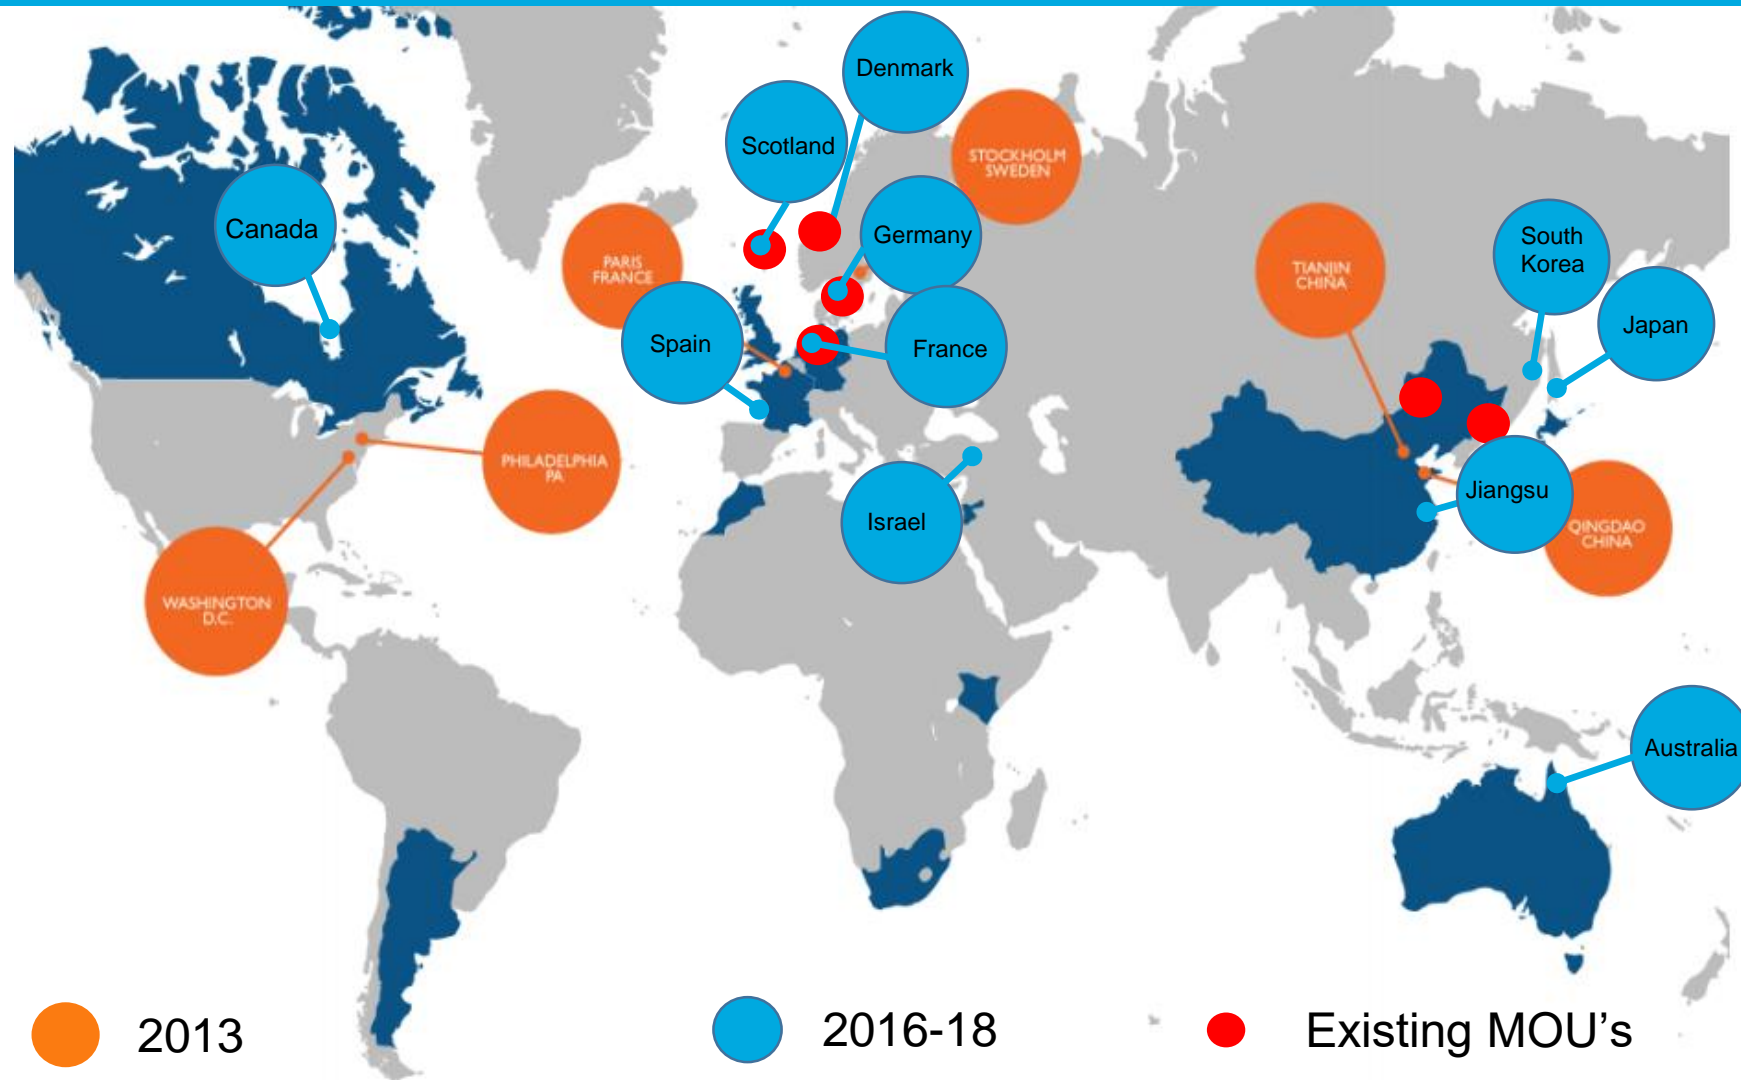 Denmark
Scotland
STOCKHOLM
SWEDEN
Canada
Germany
PARIS
FRANCE
TIANJIN
CHINA
South
Korea
Japan
Spain
France
PHILADELPHIA
PA
Israel
Jiangsu
QINGDAO
CHINA
WASHINGTON
D.C.
Australia
2013
2016-18
Existing MOU's